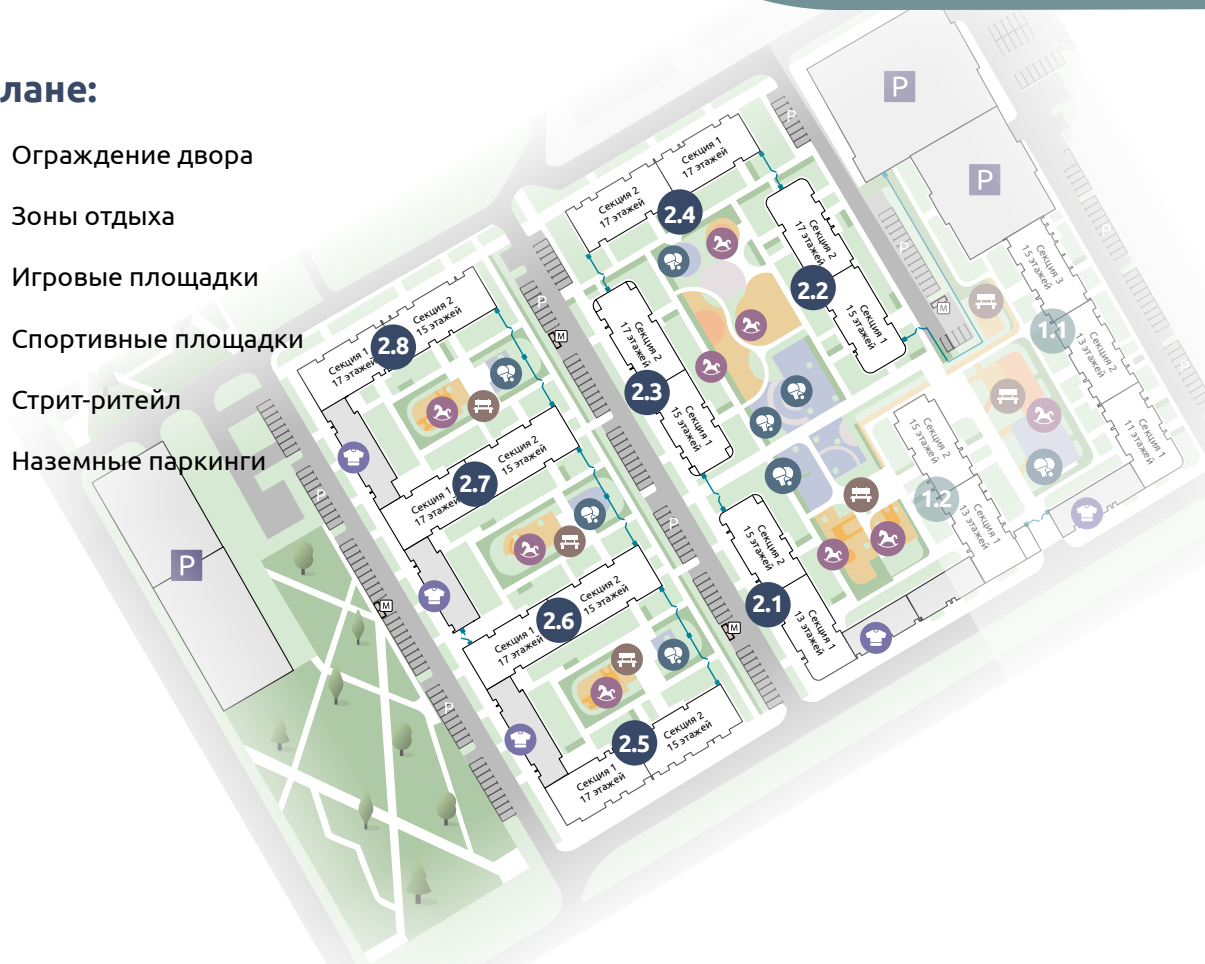 лане:
Ограждение двора
Зоны отдыха
Игровые площадки
Спортивные площадки
Стрит-ритейл
Наземные паркинги
P
P
P
P
P
P
P
P
P
P
P
M
M
M
M
Секция 1
17 этажей
Секция 2
17 этажей
2.4
Секция 2
17 этажей
2.2
Секция 1
15 этажей
Секция 3
15 этажей
1.1
Секция 2
13 этажей
Секция 1
11 этажей
Секция 2
15 этажей
2.8
Секция 1
17 этажей
Секция 2
17 этажей
2.3
Секция 1
15 этажей
Секция 2
15 этажей
1.2
Секция 1
13 этажей
Секция 2
15 этажей
2.7
Секция 1
17 этажей
Секция 2
15 этажей
2.1
Секция 1
13 этажей
Секция 2
15 этажей
2.6
Секция 1
17 этажей
Секция 2
15 этажей
2.5
Секция 1
17 этажей